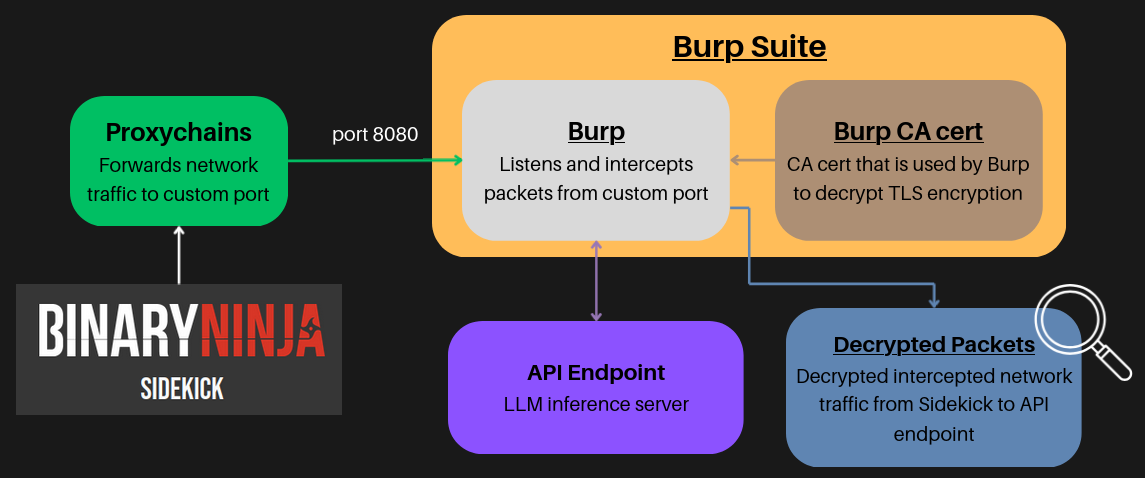 Burp Suite
Proxychains
Forwards network
traffic to custom port
port 8080
Burp
Listens and intercepts
packets from custom port
Burp CA cert
CA cert that is used by Burp
to decrypt TLS encryption
BINARYNINJA
SIDEKICK
API Endpoint
LLM inference server
Decrypted Packets
Decrypted intercepted network
traffic from Sidekick to API
endpoint